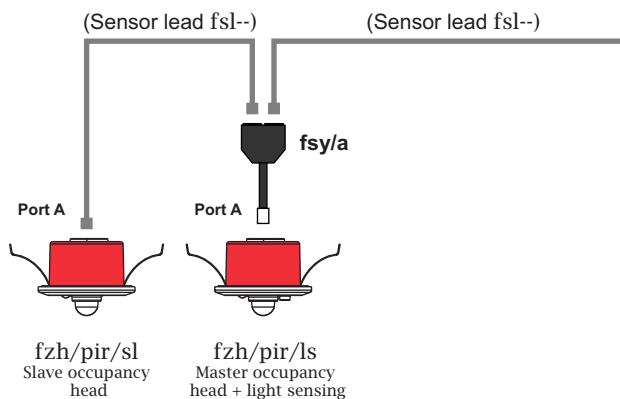 (Sensor lead fsl--)
(Sensor lead fsl--)
fsy/a
Port A
Port A
fzh/pir/sl
Slave occupancy
head
fzh/pir/ls
Master occupancy
head + light sensing